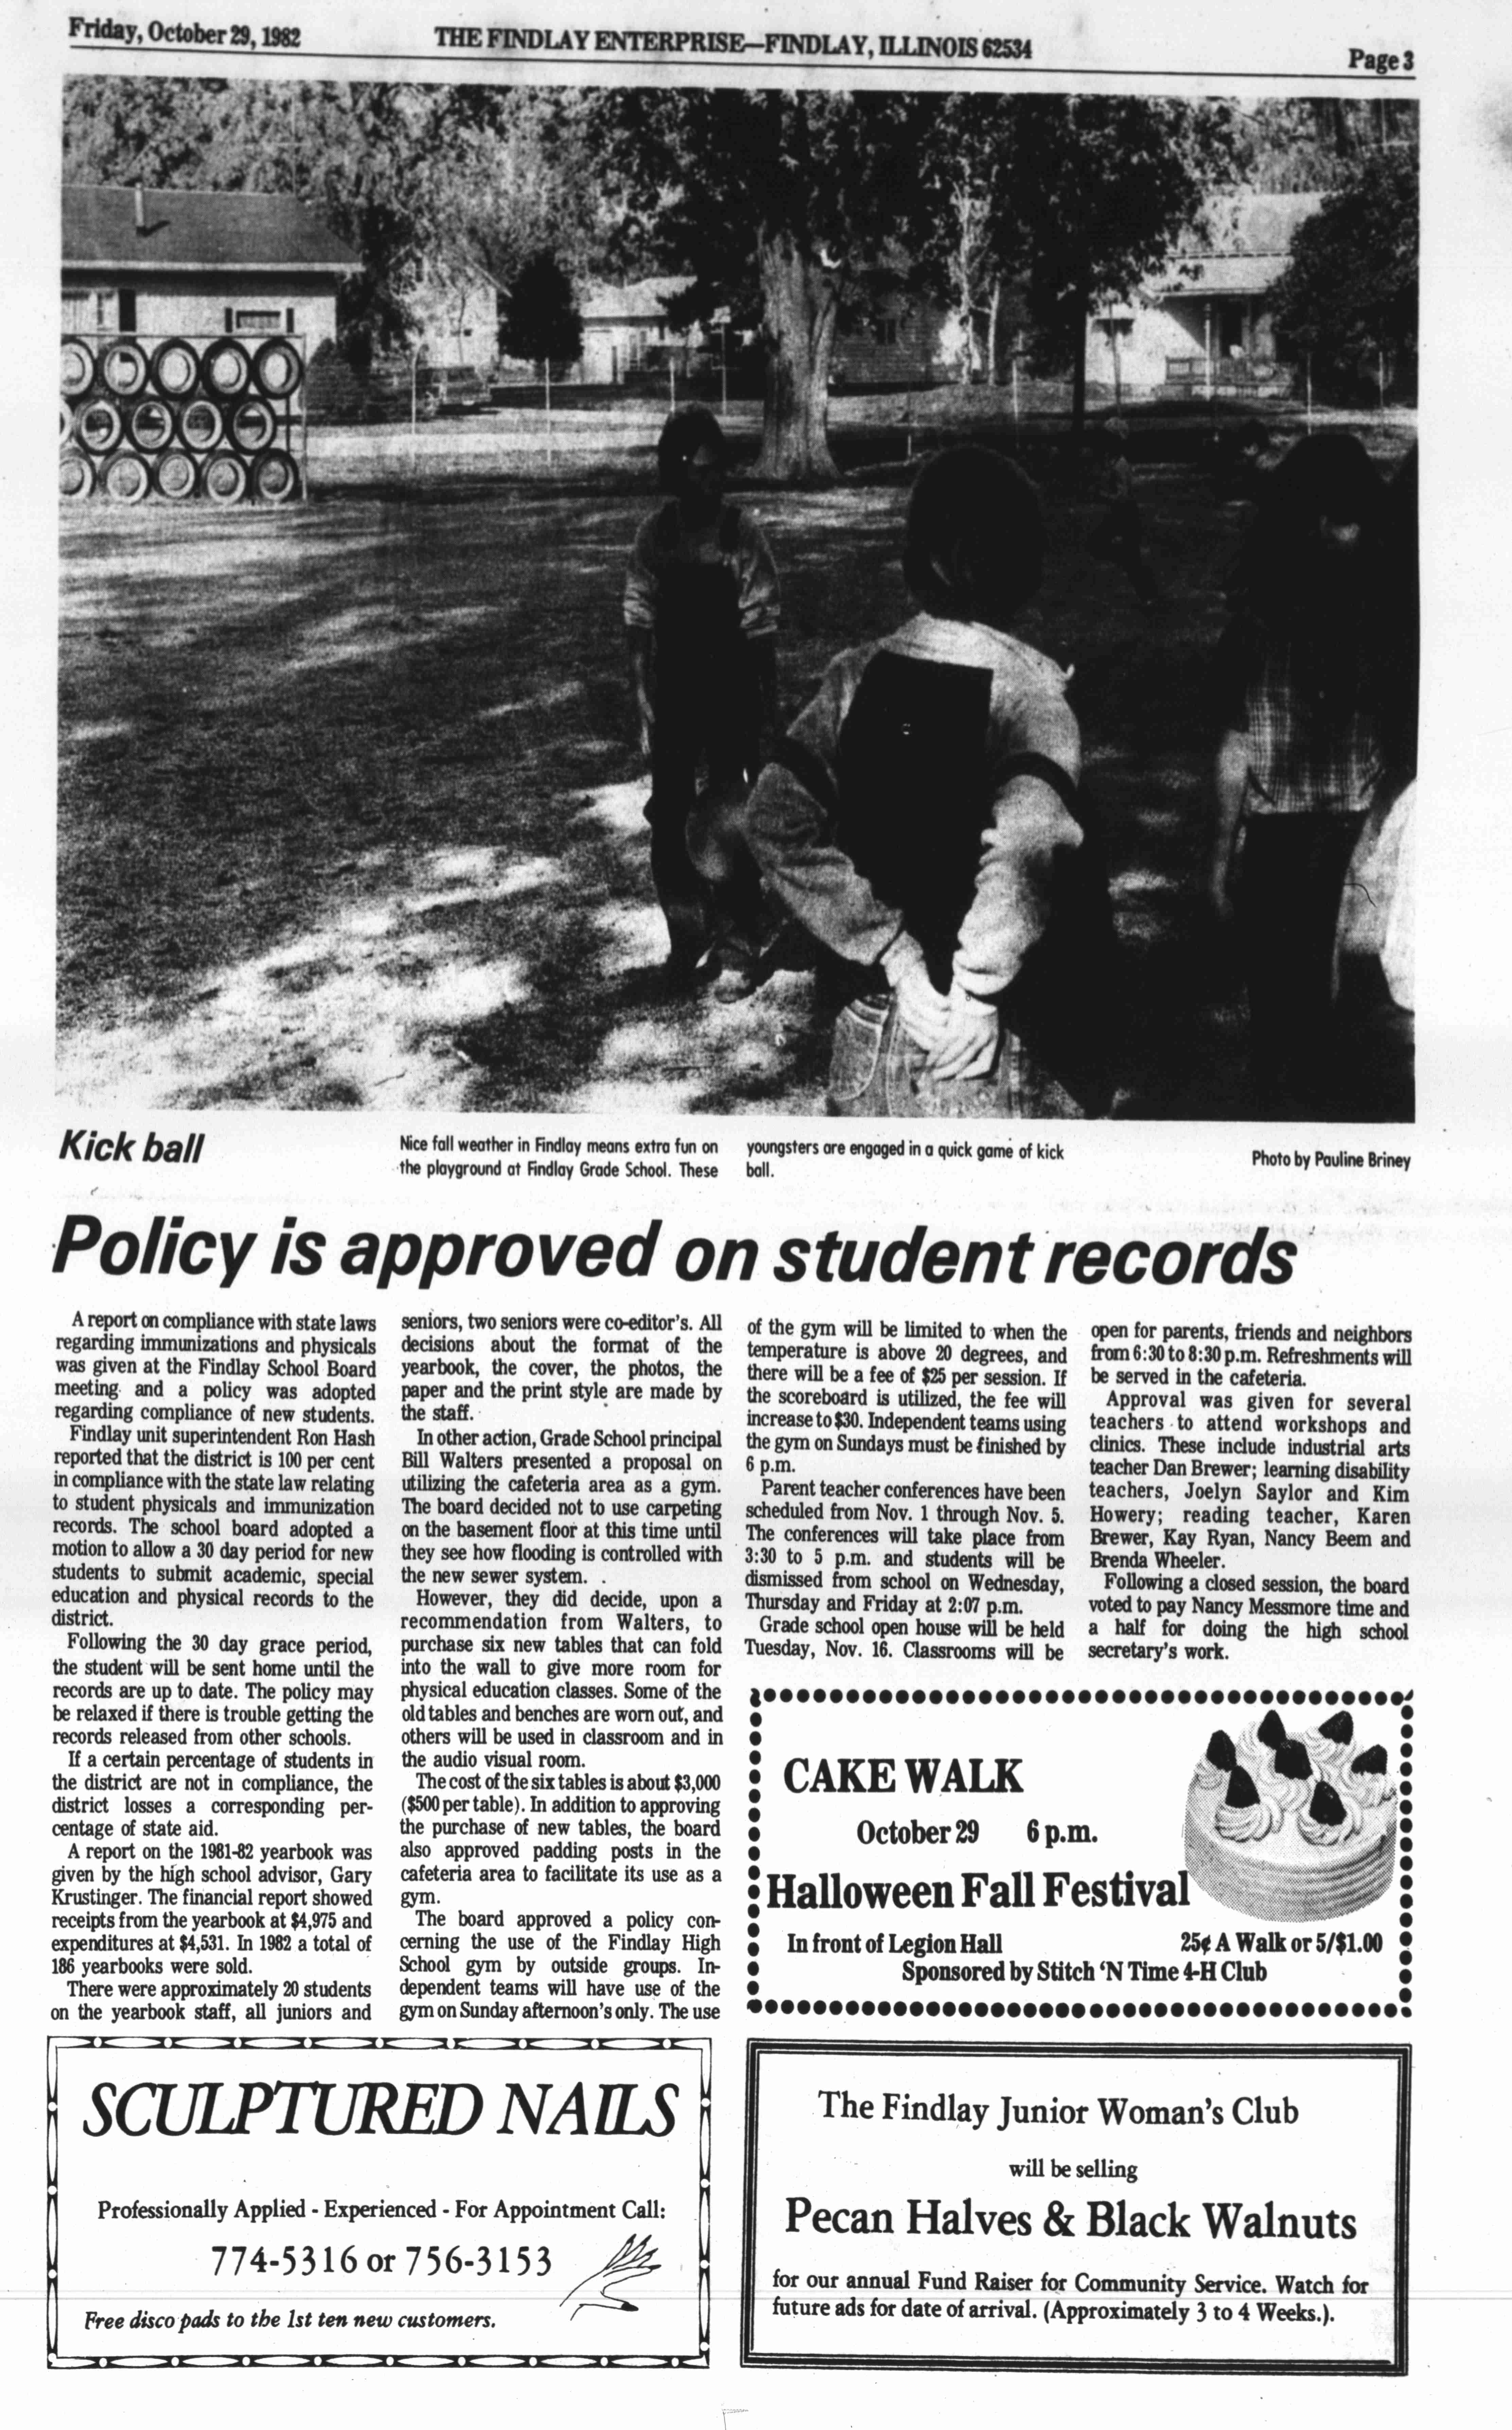 Friday, October 29, 1982
THE FINDLAY ENTERPRISE—FINDLAY, ILLINOIS 62534
Page 3
Kick ball
Nice fall weather in Findlay means extra fun on
the playground at Findlay Grade School. These
youngsters are engaged in a quick game of kick
ball.
Photo by Pauline Briney
Policy is approved on student records
A report on compliance with state laws
regarding immunizations and physicals
was given at the Findlay School Board
meeting and a policy was adopted
regarding compliance of new students.
Findlay unit superintendent Ron Hash
reported that the district is 100 per cent
in compliance with the state law relating
to student physicals and immunization
records. The school board adopted a
motion to allow a 30 day period for new
students to submit academic, special
education and physical records to the
district.
Following the 30 day grace period,
the student will be sent home until the
records are up to date. The policy may
be relaxed if there is trouble getting the
records released from other schools.
If a certain percentage of students in
the district are not in compliance, the
district losses a corresponding per-
centage of state aid.
A report on the 1981-82 yearbook was
given by the high school advisor, Gary
Krustinger. The financial report showed
receipts from the yearbook at $4,975 and
expenditures at $4,531. In 1982 a total of
186 yearbooks were sold.
There were approximately 20 students
on the yearbook staff, all juniors and
seniors, two seniors were co-editor's. All
decisions about the format of the
yearbook, the cover, the photos, the
paper and the print style are made by
the staff.
In other action, Grade School principal
Bill Walters presented a proposal on
utilizing the cafeteria area as a gym.
The board decided not to use carpeting
on the basement floor at this time until
they see how flooding is controlled with
the new sewer system.
However, they did decide, upon a
recommendation from Walters, to
purchase six new tables that can fold
into the wall to give more room for
physical education classes. Some of the
old tables and benches are worn out, and
others will be used in classroom and in
the audio visual room.
The cost of the six tables is about $3,000
($500 per table). In addition to approving
the purchase of new tables, the board
also approved padding posts in the
cafeteria area to facilitate its use as a
gym.
The board approved a policy con-
cerning the use of the Findlay High
School gym by outside groups. In-
dependent teams will have use of the
gym on Sunday afternoon's only. The use
of the gym will be limited to when the
temperature is above 20 degrees, and
there will be a fee of $25 per session. If
the scoreboard is utilized, the fee will
increase to $30. Independent teams using
the gym on Sundays must be finished by
6 p.m.
Parent teacher conferences have been
scheduled from Nov. 1 through Nov. 5.
The conferences will take place from
3:30 to 5 p.m. and students will be
dismissed from school on Wednesday,
Thursday and Friday at 2:07 p.m.
Grade school open house will be held
Tuesday, Nov. 16. Classrooms will be
open for parents, friends and neighbors
from 6:30 to 8:30 p.m. Refreshments will
be served in the cafeteria.
Approval was given for several
teachers to attend workshops and
clinics. These include industrial arts
teacher Dan Brewer; learning disability
teachers, Joelyn Saylor and Kim
Howery; reading teacher, Karen
Brewer, Kay Ryan, Nancy Beem and
Brenda Wheeler.
Following a closed session, the board
voted to pay Nancy Messmore time and
a half for doing the high school
secretary's work.
CAKE WALK
October 29 6 p.m.
Halloween Fall Festival
In front of Legion Hall
25¢ A Walk or 5/$1.00
Sponsored by Stitch 'N Time 4-H Club
SCULPTURED NAILS
Professionally Applied - Experienced - For Appointment Call:
774-5316 or 756-3153
Free disco pads to the 1st ten new customers.
The Findlay Junior Woman's Club
will be selling
Pecan Halves & Black Walnuts
for our annual Fund Raiser for Community Service. Watch for
future ads for date of arrival. (Approximately 3 to 4 Weeks.).